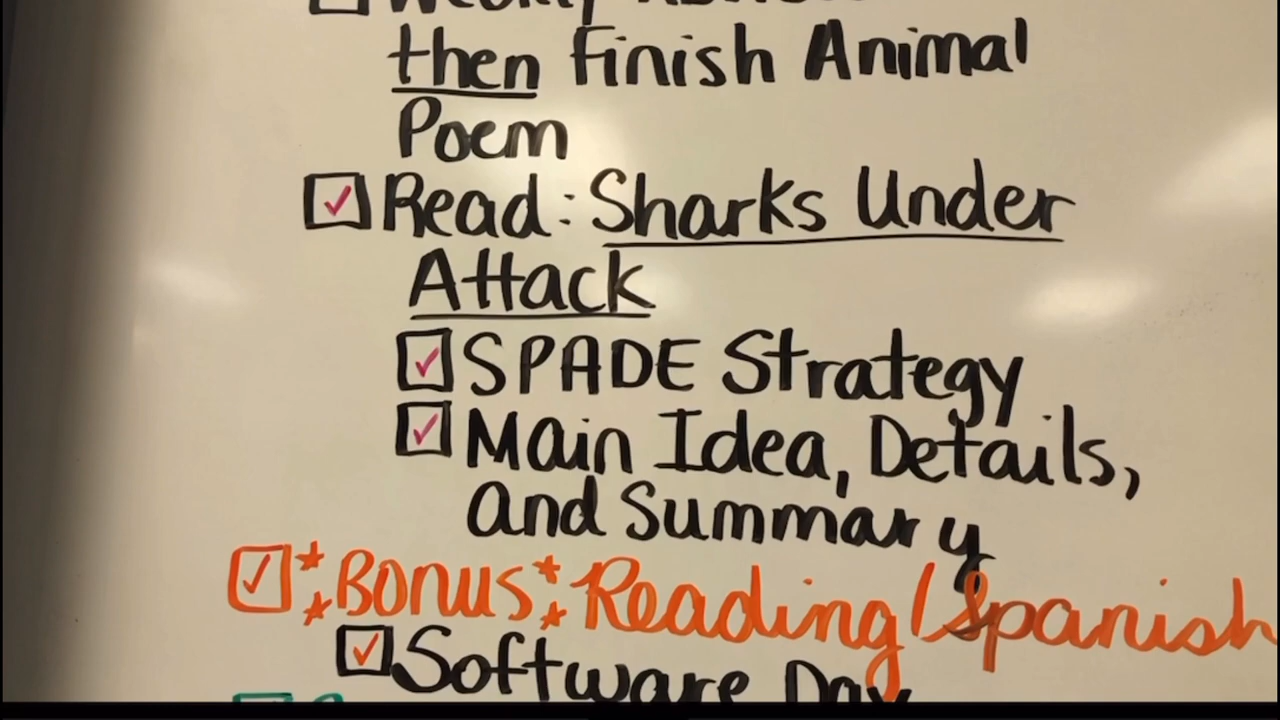 then Finish Animal
Poem
Read: Sharks Under
Attack
SPADE Strategy
Main Idea, Details,
and Summary
*Bonus* Reading/Spanish
Software Day